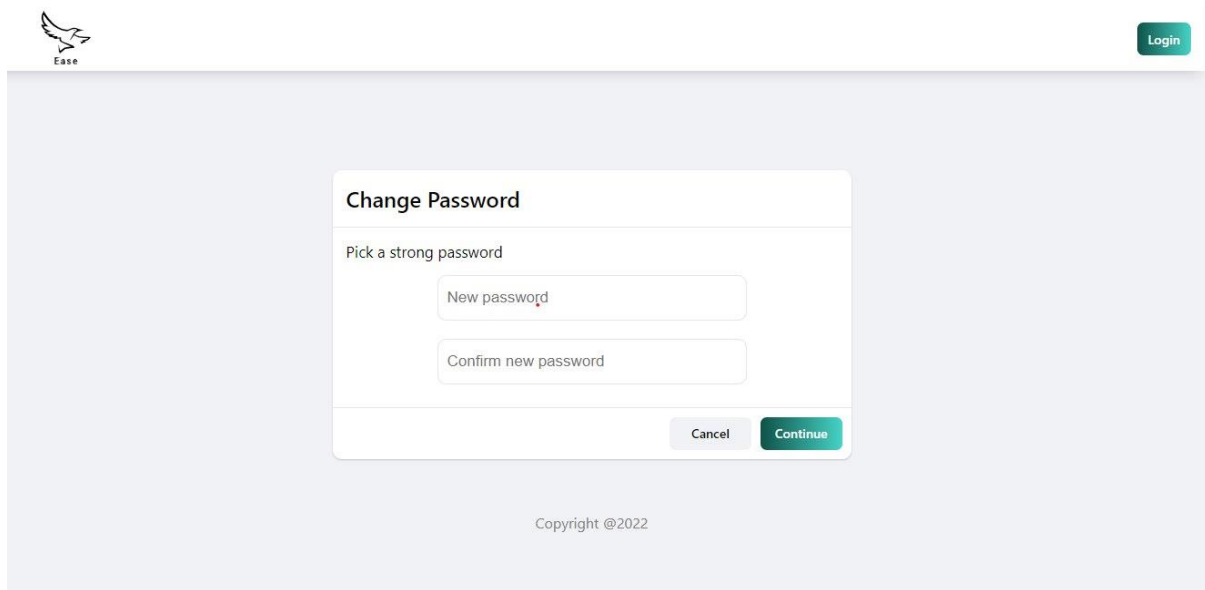 Ease
Login
Change Password
Pick a strong password
New password
Confirm new password
Cancel
Continue
Copyright @2022